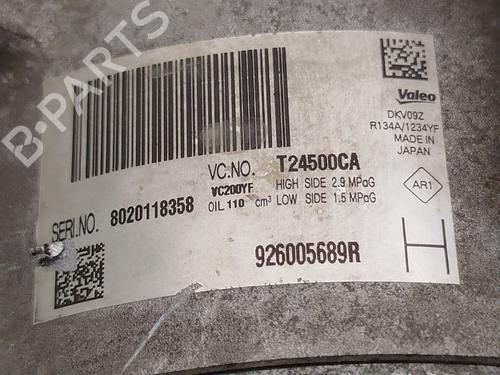 B-PARTS
Valeo
DKV09Z
R134A/1234YF
MADE IN
JAPAN
VC.NO. T24500CA
VC200YF HIGH SIDE 2.9 MPaG
OIL 110 cm³ LOW SIDE 1.5 MPaG
AR1
SERI.NO. 8020118358
926005689R
H